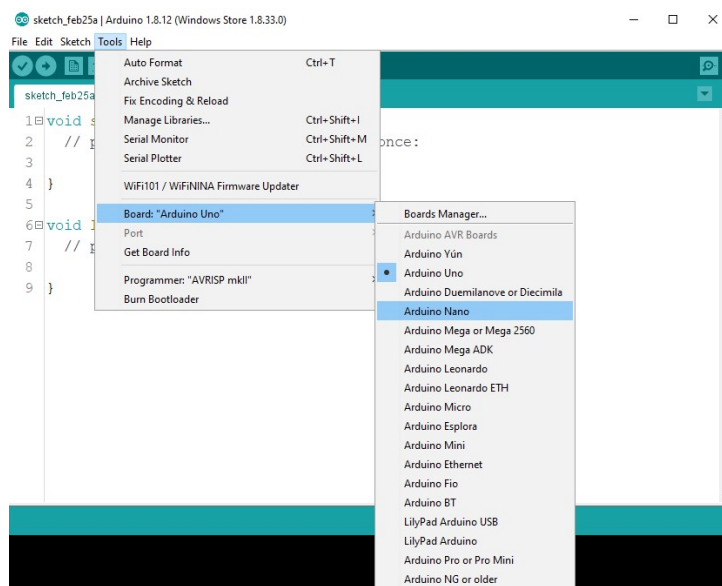 sketch_feb25a | Arduino 1.8.12 (Windows Store 1.8.33.0)
File Edit Sketch Tools Help
sketch_feb25a
1 void
2 //
3
4 }
5
6 void
7 //
8
9 }
once:
Auto Format Ctrl+T
Archive Sketch
Fix Encoding & Reload
Manage Libraries... Ctrl+Shift+I
Serial Monitor Ctrl+Shift+M
Serial Plotter Ctrl+Shift+L
WiFi101 / WiFiNINA Firmware Updater
Board: "Arduino Uno"
Port
Get Board Info
Programmer: "AVRISP mkII"
Burn Bootloader
Boards Manager...
Arduino AVR Boards
Arduino Yún
Arduino Uno
Arduino Duemilanove or Diecimila
Arduino Nano
Arduino Mega or Mega 2560
Arduino Mega ADK
Arduino Leonardo
Arduino Leonardo ETH
Arduino Micro
Arduino Esplora
Arduino Mini
Arduino Ethernet
Arduino Fio
Arduino BT
LilyPad Arduino USB
LilyPad Arduino
Arduino Pro or Pro Mini
Arduino NG or older